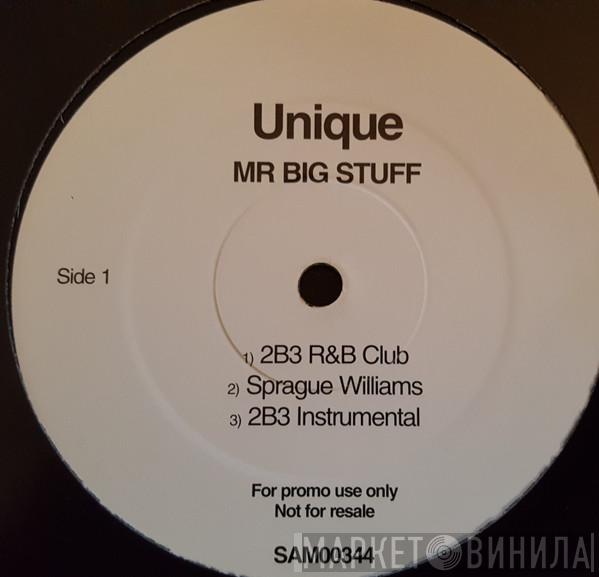 Unique
MR BIG STUFF
Side 1
1) 2B3 R&B Club
2) Sprague Williams
3) 2B3 Instrumental
For promo use only
Not for resale
SAM00344
МАРКЕТ ВИНИЛА